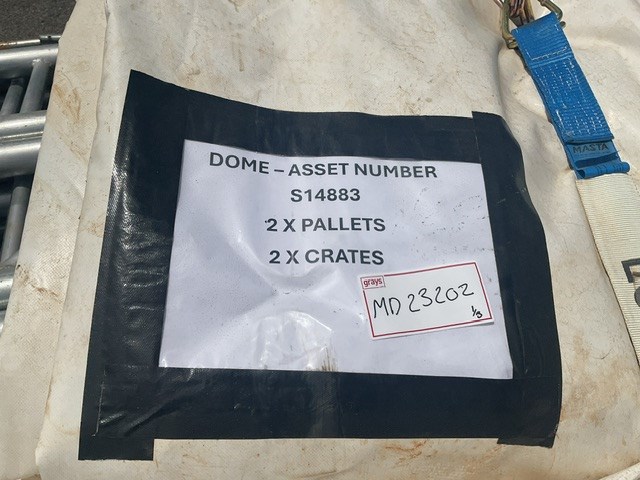 DOME – ASSET NUMBER
S14883
2 X PALLETS
2 X CRATES
grays
MD 23202
1/3
MASTA